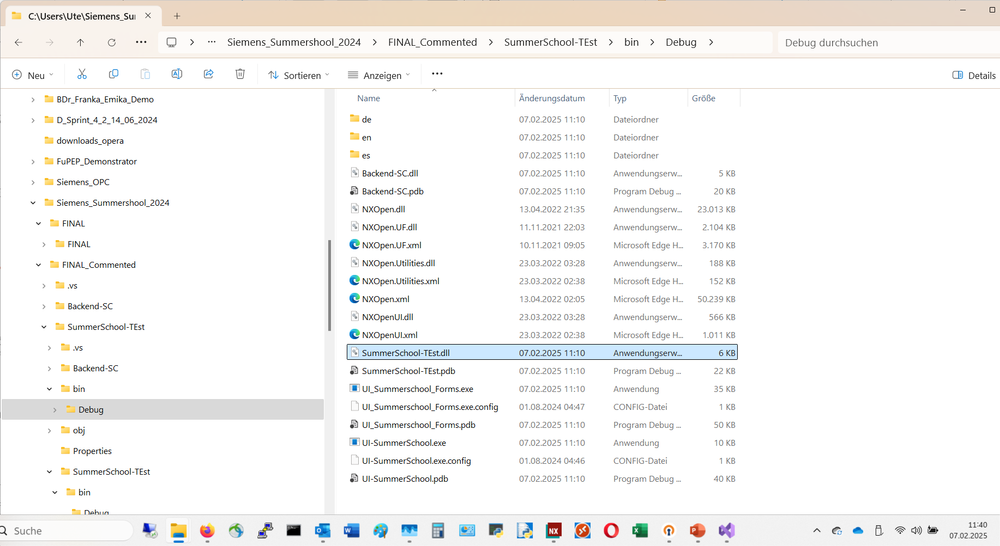 C:\Users\Ute\Siemens_Sur
Siemens_Summershool_2024 FINAL_Commented SummerSchool-TEst bin Debug
Debug durchsuchen
Neu Sortieren Anzeigen Details
BDr_Franka_Emika_Demo
D_Sprint_4_2_14_06_2024
downloads_opera
FuPEP_Demonstrator
Siemens_OPC
Siemens_Summershool_2024
FINAL
FINAL
FINAL_Commented
.vs
Backend-SC
SummerSchool-TEst
.vs
Backend-SC
bin
Debug
obj
Properties
SummerSchool-TEst
bin
Debug
Name Änderungsdatum Typ Größe
de 07.02.2025 11:10 Dateiordner
en 07.02.2025 11:10 Dateiordner
es 07.02.2025 11:10 Dateiordner
Backend-SC.dll 07.02.2025 11:10 Anwendungserw... 5 KB
Backend-SC.pdb 07.02.2025 11:10 Program Debug ... 20 KB
NXOpen.dll 13.04.2022 21:35 Anwendungserw... 23.013 KB
NXOpen.UF.dll 11.11.2021 22:03 Anwendungserw... 2.104 KB
NXOpen.UF.xml 10.11.2021 09:05 Microsoft Edge H... 3.170 KB
NXOpen.Utilities.dll 23.03.2022 03:28 Anwendungserw... 188 KB
NXOpen.Utilities.xml 23.03.2022 02:38 Microsoft Edge H... 152 KB
NXOpen.xml 13.04.2022 02:05 Microsoft Edge H... 50.239 KB
NXOpenUI.dll 23.03.2022 03:28 Anwendungserw... 566 KB
NXOpenUI.xml 23.03.2022 02:38 Microsoft Edge H... 1.011 KB
SummerSchool-TEst.dll 07.02.2025 11:10 Anwendungserw... 6 KB
SummerSchool-TEst.pdb 07.02.2025 11:10 Program Debug ... 22 KB
UI_Summerschool_Forms.exe 07.02.2025 11:10 Anwendung 35 KB
UI_Summerschool_Forms.exe.config 01.08.2024 04:47 CONFIG-Datei 1 KB
UI_Summerschool_Forms.pdb 07.02.2025 11:10 Program Debug ... 50 KB
UI-SummerSchool.exe 07.02.2025 11:10 Anwendung 10 KB
UI-SummerSchool.exe.config 01.08.2024 04:46 CONFIG-Datei 1 KB
UI-SummerSchool.pdb 07.02.2025 11:10 Program Debug ... 40 KB
Suche
NX
11:40
07.02.2025